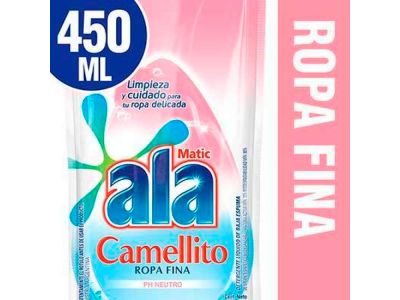 450
ML
Limpieza
y cuidado para
tu ropa delicada
Matic
ala
Camellito
ROPA FINA
PH NEUTRO
ROPA FINA